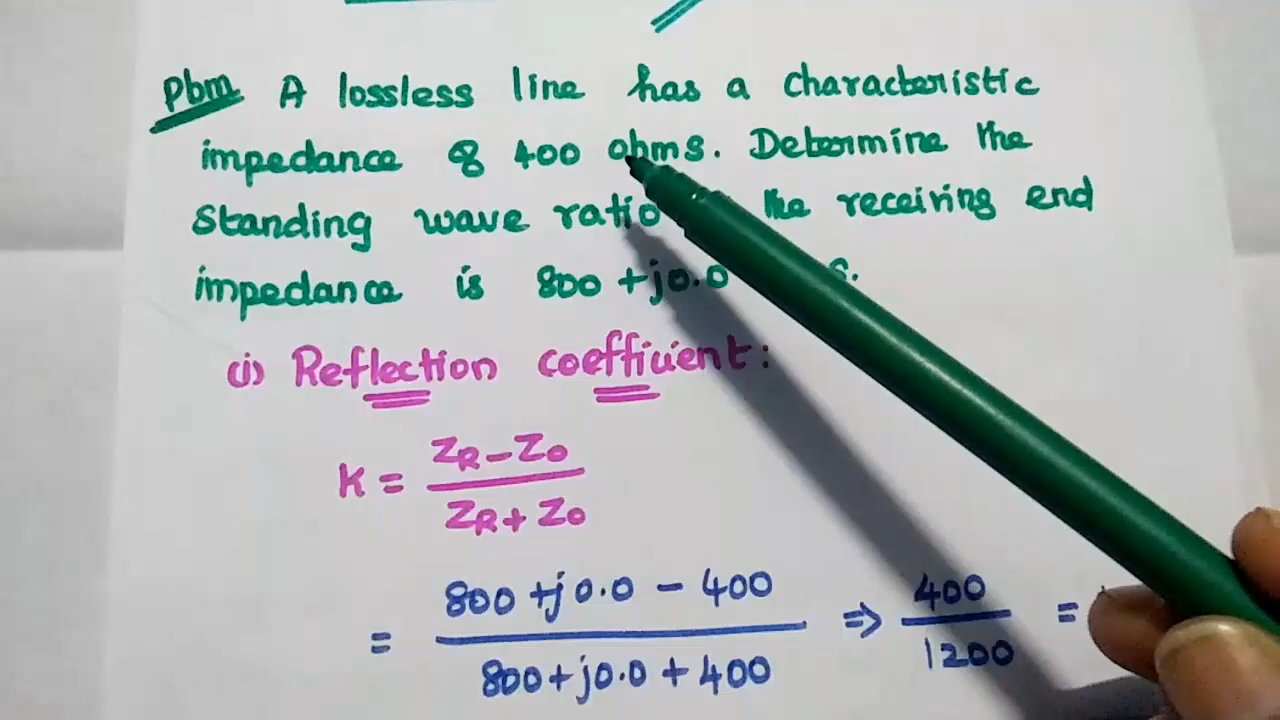 Pbm A lossless line has a characteristic
impedance of 400 ohms. Determine the
Standing wave ratio the receiving end
impedance is 800 + j0.0
(i) Reflection coefficient:
K = ZR - Z0 / ZR + Z0
= 800 + j0.0 - 400 / 800 + j0.0 + 400 ⇒ 400 / 1200 =